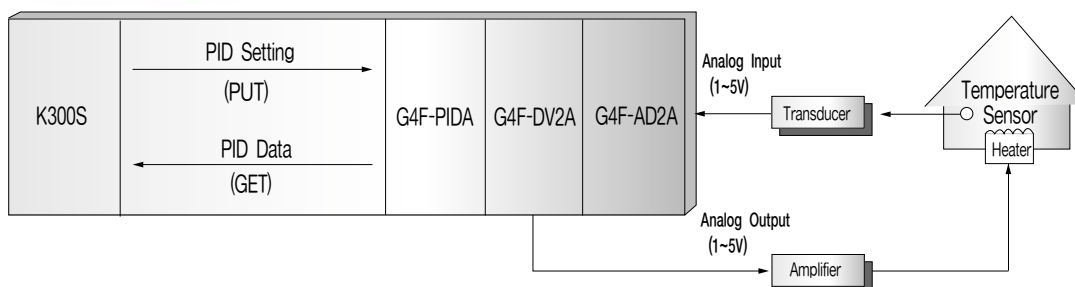 K300S
PID Setting
(PUT)
PID Data
(GET)
G4F-PIDA
G4F-DV2A
G4F-AD2A
Analog Input
(1~5V)
Transducer
Temperature
Sensor
Heater
Analog Output
(1~5V)
Amplifier